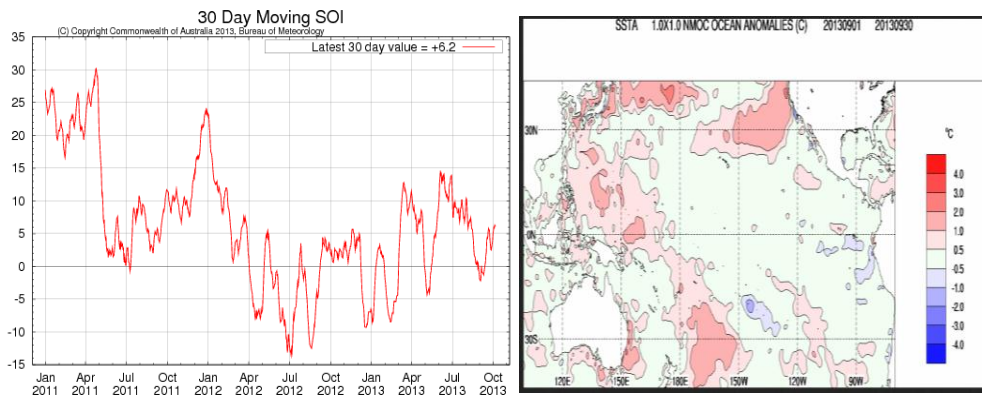 30 Day Moving SOI
(C) Copyright Commonwealth of Australia 2013, Bureau of Meteorology
Latest 30 day value = +6.2
35
30
25
20
15
10
5
0
-5
-10
-15
Jan Apr Jul Oct Jan Apr Jul Oct Jan Apr Jul Oct
2011 2011 2011 2011 2012 2012 2012 2012 2013 2013 2013 2013
SSTA 1.0X1.0 NMOC OCEAN ANOMALIES (C) 20130901 20130930
30N
0N
30S
120E 150E 180E 150W 120W 90W
°C
4.0
3.0
2.0
1.0
0.5
-0.5
-1.0
-2.0
-3.0
-4.0